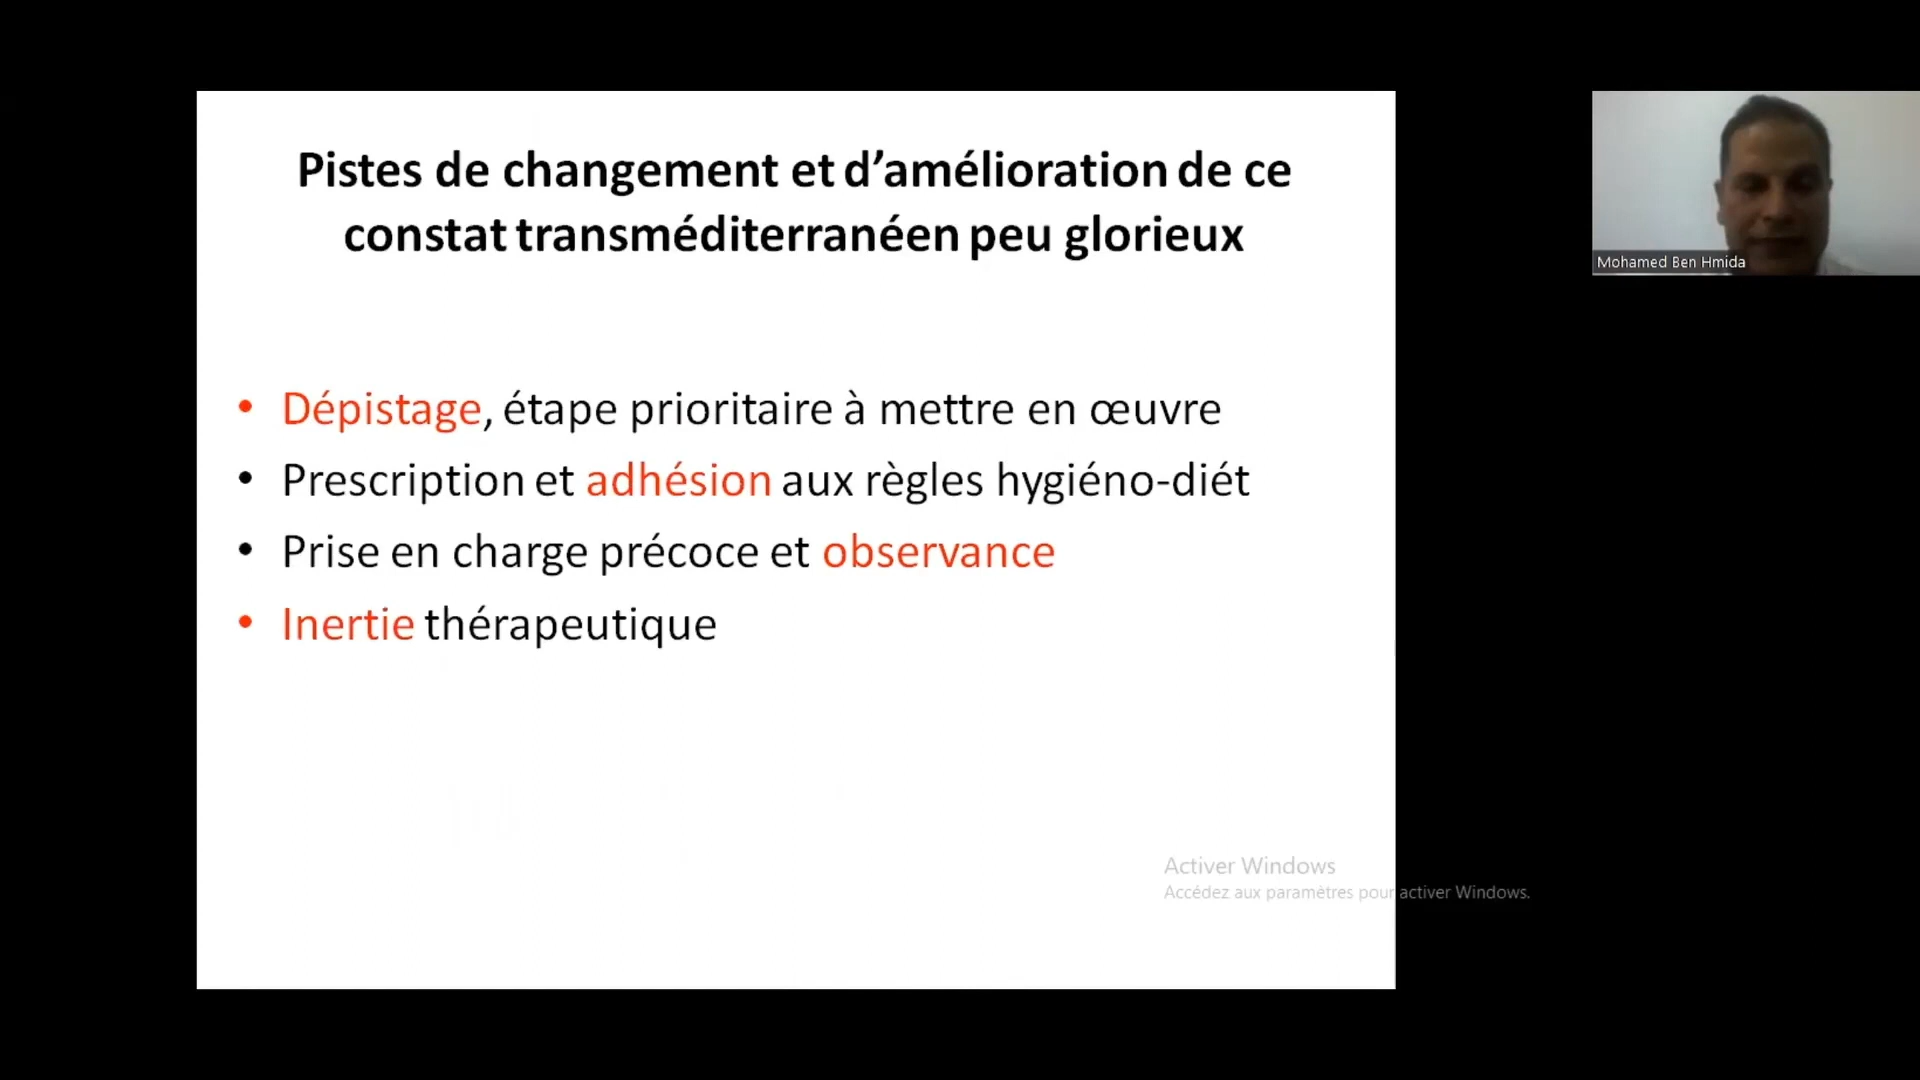 Pistes de changement et d’amélioration de ce
constat transméditerranéen peu glorieux
• Dépistage, étape prioritaire à mettre en œuvre
• Prescription et adhésion aux règles hygiéno-diét
• Prise en charge précoce et observance
• Inertie thérapeutique
Activer Windows
Accédez aux paramètres pour activer Windows.
Mohamed Ben Hmida